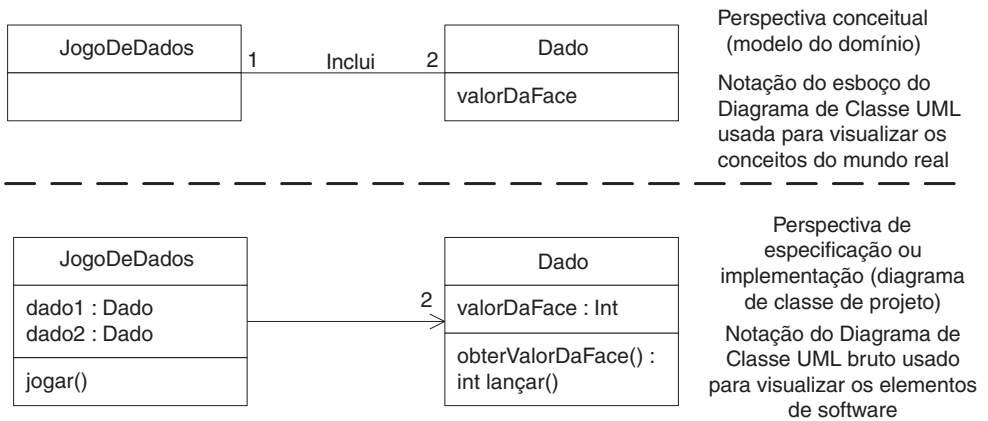 JogoDeDados
1
Inclui
2
Dado
valorDaFace
Perspectiva conceitual
(modelo do domínio)
Notação do esboço do
Diagrama de Classe UML
usada para visualizar os
conceitos do mundo real
JogoDeDados
dado1 : Dado
dado2 : Dado
jogar()
2
Dado
valorDaFace : Int
obterValorDaFace() :
int lançar()
Perspectiva de
especificação ou
implementação (diagrama
de classe de projeto)
Notação do Diagrama de
Classe UML bruto usado
para visualizar os elementos
de software